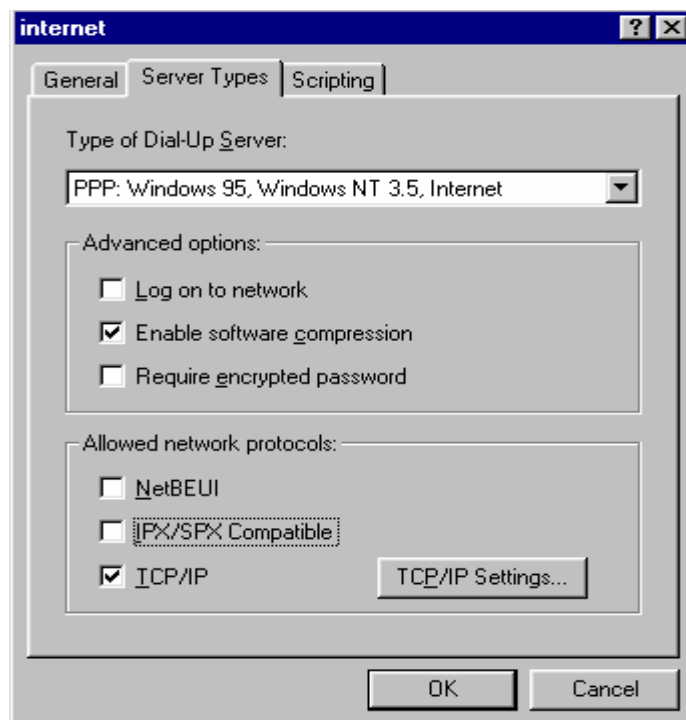 internet
General Server Types Scripting
Type of Dial-Up Server:
PPP: Windows 95, Windows NT 3.5, Internet
Advanced options:
Log on to network
Enable software compression
Require encrypted password
Allowed network protocols:
NetBEUI
IPX/SPX Compatible
TCP/IP TCP/IP Settings...
OK Cancel